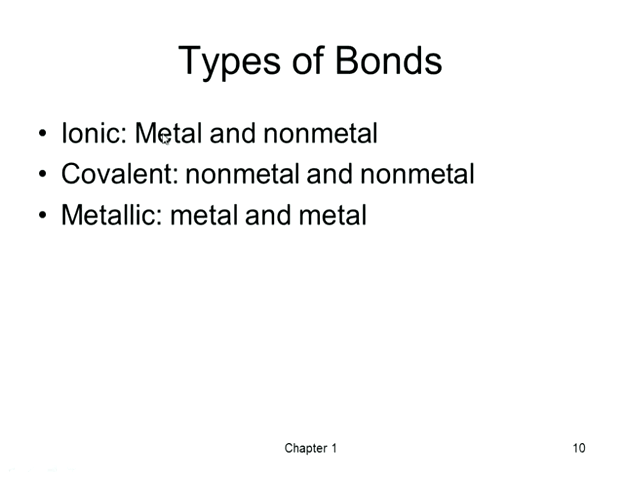 Types of Bonds
• Ionic: Metal and nonmetal
• Covalent: nonmetal and nonmetal
• Metallic: metal and metal
Chapter 1
10